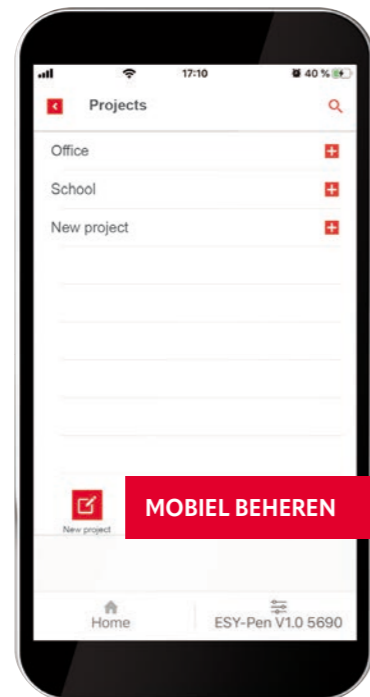 17:10 40 %
Projects
Office
School
New project
MOBIEL BEHEREN
New project
Home ESY-Pen V1.0 5690